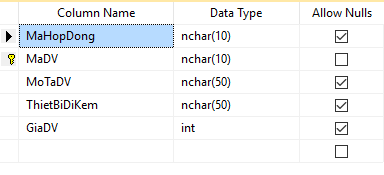 Column Name Data Type Allow Nulls
MaHopDong nchar(10)
MaDV nchar(10)
MoTaDV nchar(50)
ThietBiDiKem nchar(50)
GiaDV int